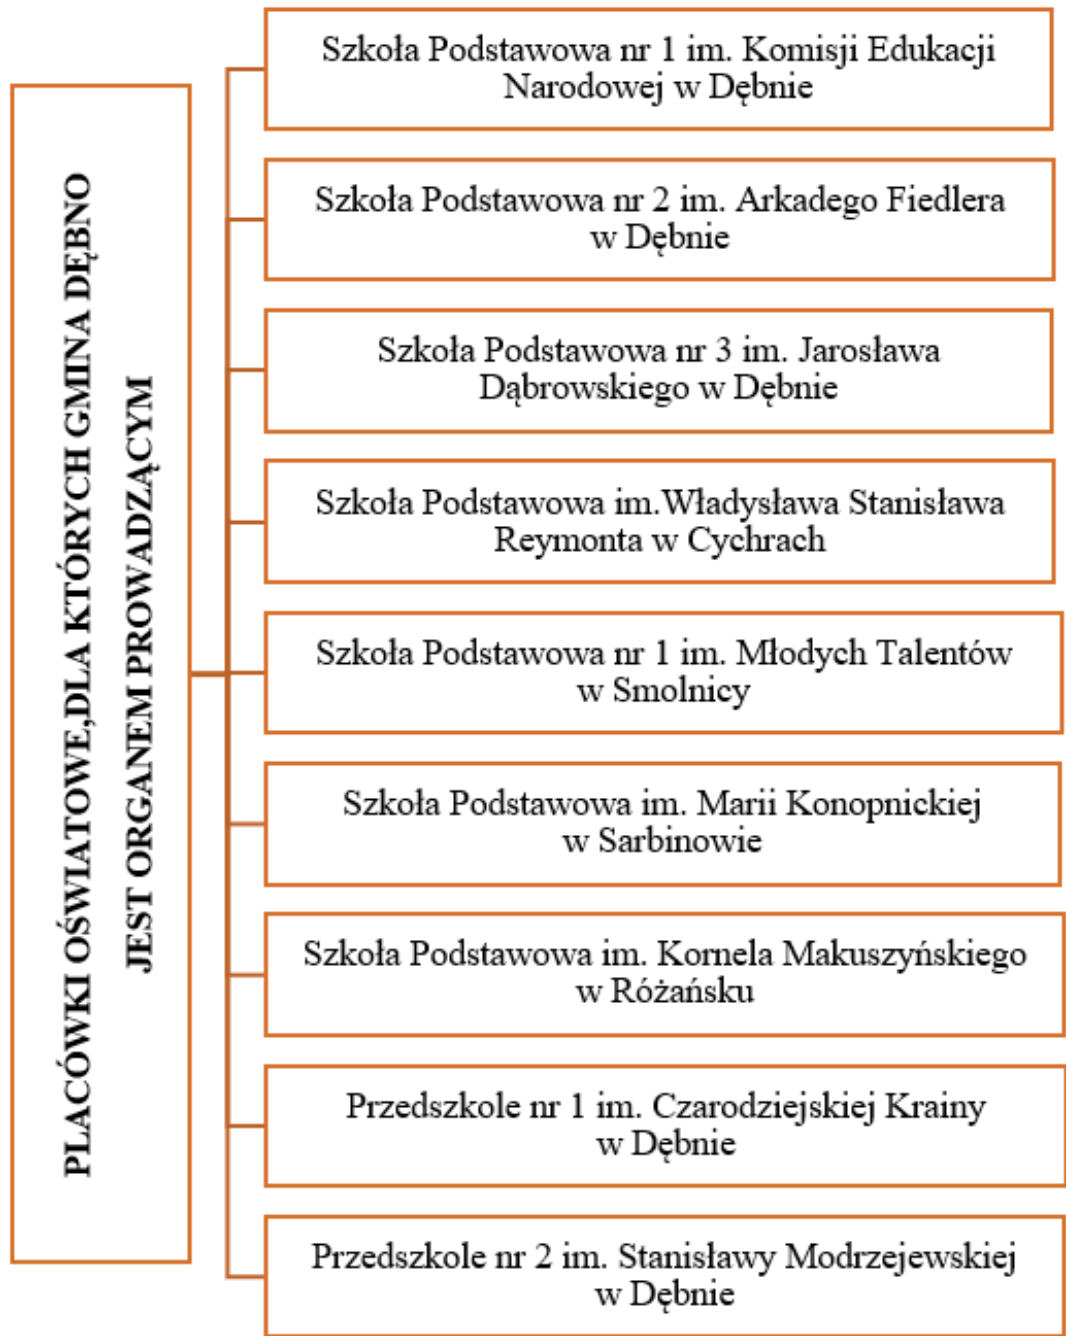 PLACÓWKI OŚWIATOWE,DLA KTÓRYCH GMINA DĘBNO
JEST ORGANEM PROWADZĄCYM
Szkoła Podstawowa nr 1 im. Komisji Edukacji
Narodowej w Dębnie
Szkoła Podstawowa nr 2 im. Arkadego Fiedlera
w Dębnie
Szkoła Podstawowa nr 3 im. Jarosława
Dąbrowskiego w Dębnie
Szkoła Podstawowa im.Władysława Stanisława
Reymonta w Cychrach
Szkoła Podstawowa nr 1 im. Młodych Talentów
w Smolnicy
Szkoła Podstawowa im. Marii Konopnickiej
w Sarbinowie
Szkoła Podstawowa im. Kornela Makuszyńskiego
w Różańsku
Przedszkole nr 1 im. Czarodziejskiej Krainy
w Dębnie
Przedszkole nr 2 im. Stanisławy Modrzejewskiej
w Dębnie